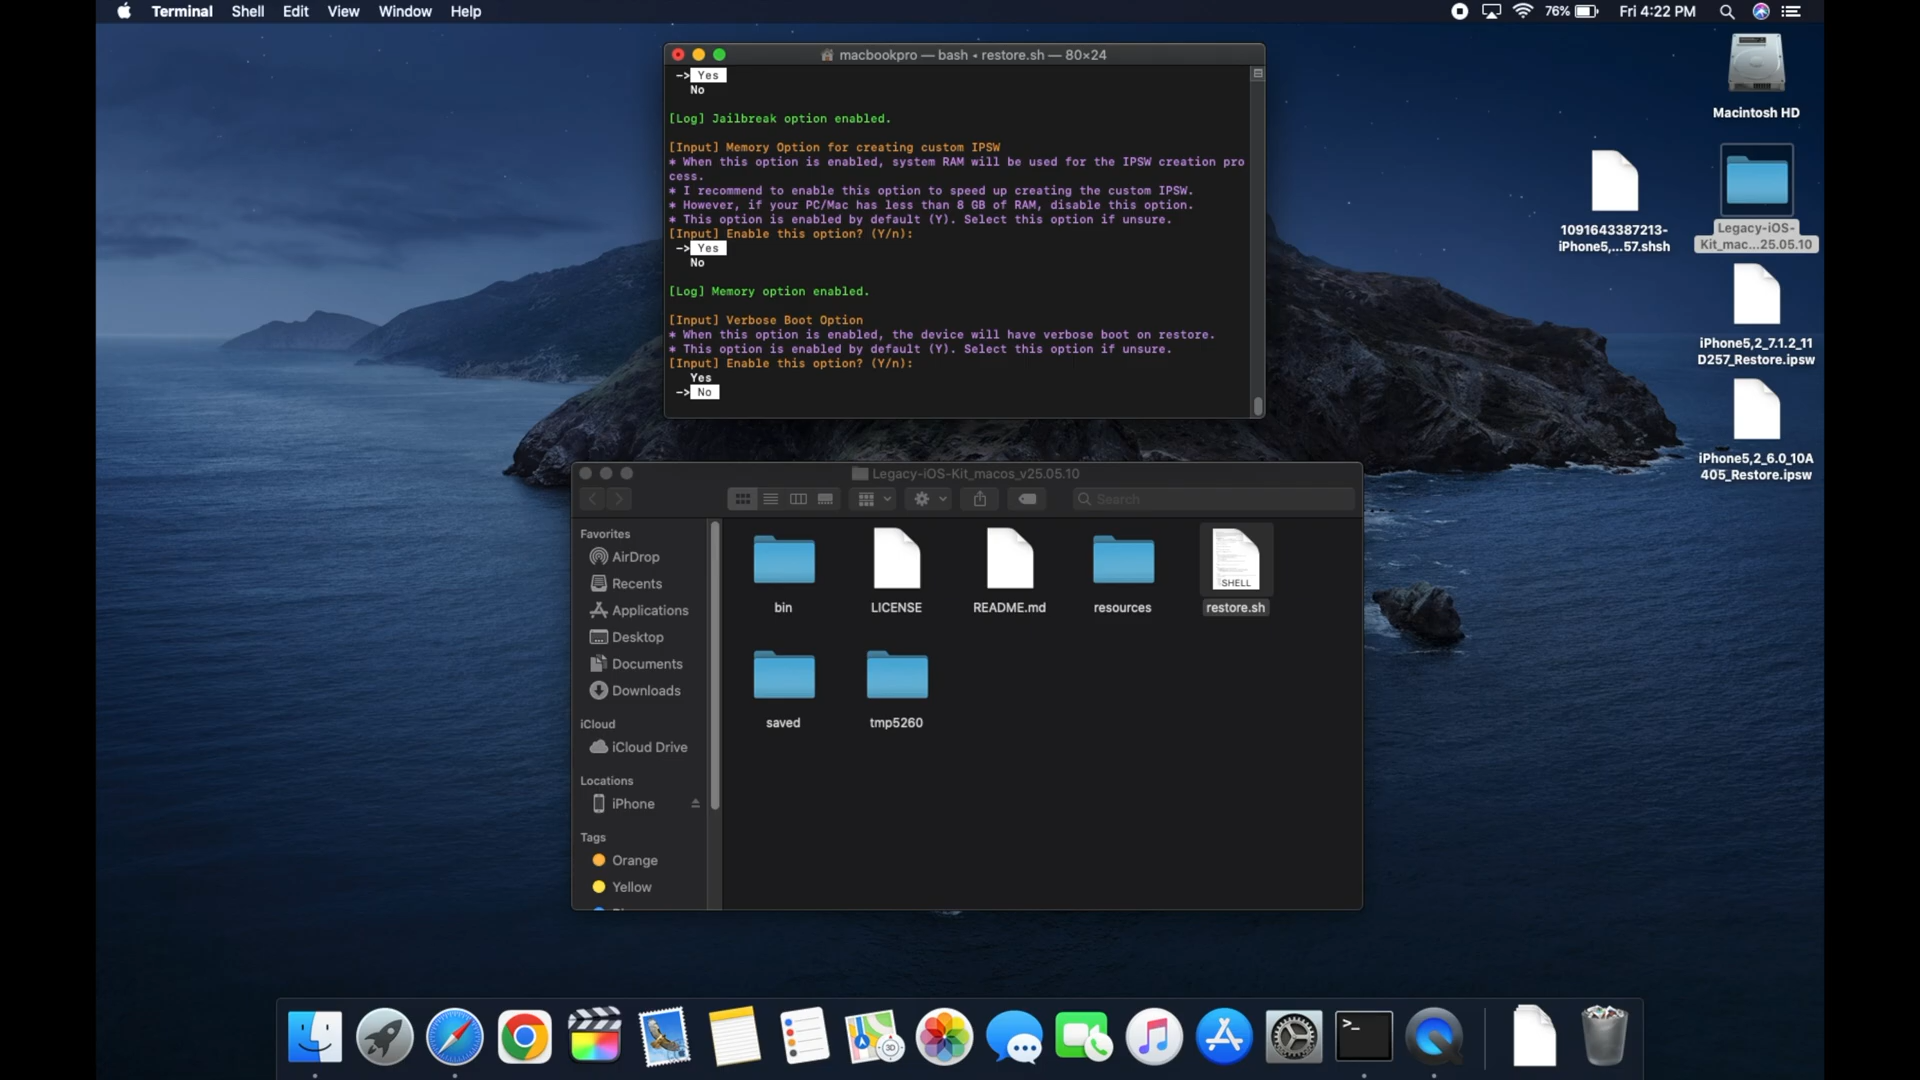 Terminal Shell Edit View Window Help
76% Fri 4:22 PM
macbookpro — bash • restore.sh — 80×24
-> Yes
No
[Log] Jailbreak option enabled.
[Input] Memory Option for creating custom IPSW
* When this option is enabled, system RAM will be used for the IPSW creation pro
cess.
* I recommend to enable this option to speed up creating the custom IPSW.
* However, if your PC/Mac has less than 8 GB of RAM, disable this option.
* This option is enabled by default (Y). Select this option if unsure.
[Input] Enable this option? (Y/n):
-> Yes
No
[Log] Memory option enabled.
[Input] Verbose Boot Option
* When this option is enabled, the device will have verbose boot on restore.
* This option is enabled by default (Y). Select this option if unsure.
[Input] Enable this option? (Y/n):
Yes
-> No
Macintosh HD
1091643387213-
iPhone5,...57.shsh
Legacy-iOS-
Kit_mac...25.05.10
iPhone5,2_7.1.2_11
D257_Restore.ipsw
iPhone5,2_6.0_10A
405_Restore.ipsw
Legacy-iOS-Kit_macos_v25.05.10
Search
Favorites
AirDrop
Recents
Applications
Desktop
Documents
Downloads
iCloud
iCloud Drive
Locations
iPhone
Tags
Orange
Yellow
bin
LICENSE
README.md
resources
SHELL
restore.sh
saved
tmp5260
3D
>_